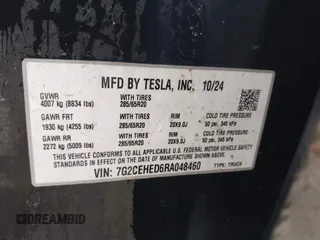 MFD BY TESLA, INC. 10/24
GVWR
4007 kg (8834 lbs)
WITH TIRES
285/65R20
GAWR FRT
1930 kg (4255 lbs)
WITH TIRES
285/65R20
RIM
20X9.0J
COLD TIRE PRESSURE
50 psi, 345 kPa
GAWR RR
2272 kg (5009 lbs)
WITH TIRES
285/65R20
RIM
20X9.0J
COLD TIRE PRESSURE
50 psi, 345 kPa
THIS VEHICLE CONFORMS TO ALL APPLICABLE U.S. FEDERAL MOTOR VEHICLE
SAFETY STANDARDS IN EFFECT ON THE DATE OF MANUFACTURE SHOWN ABOVE.
VIN: 7G2CEHED6RA048460
TYPE: TRUCK
DREAMBID